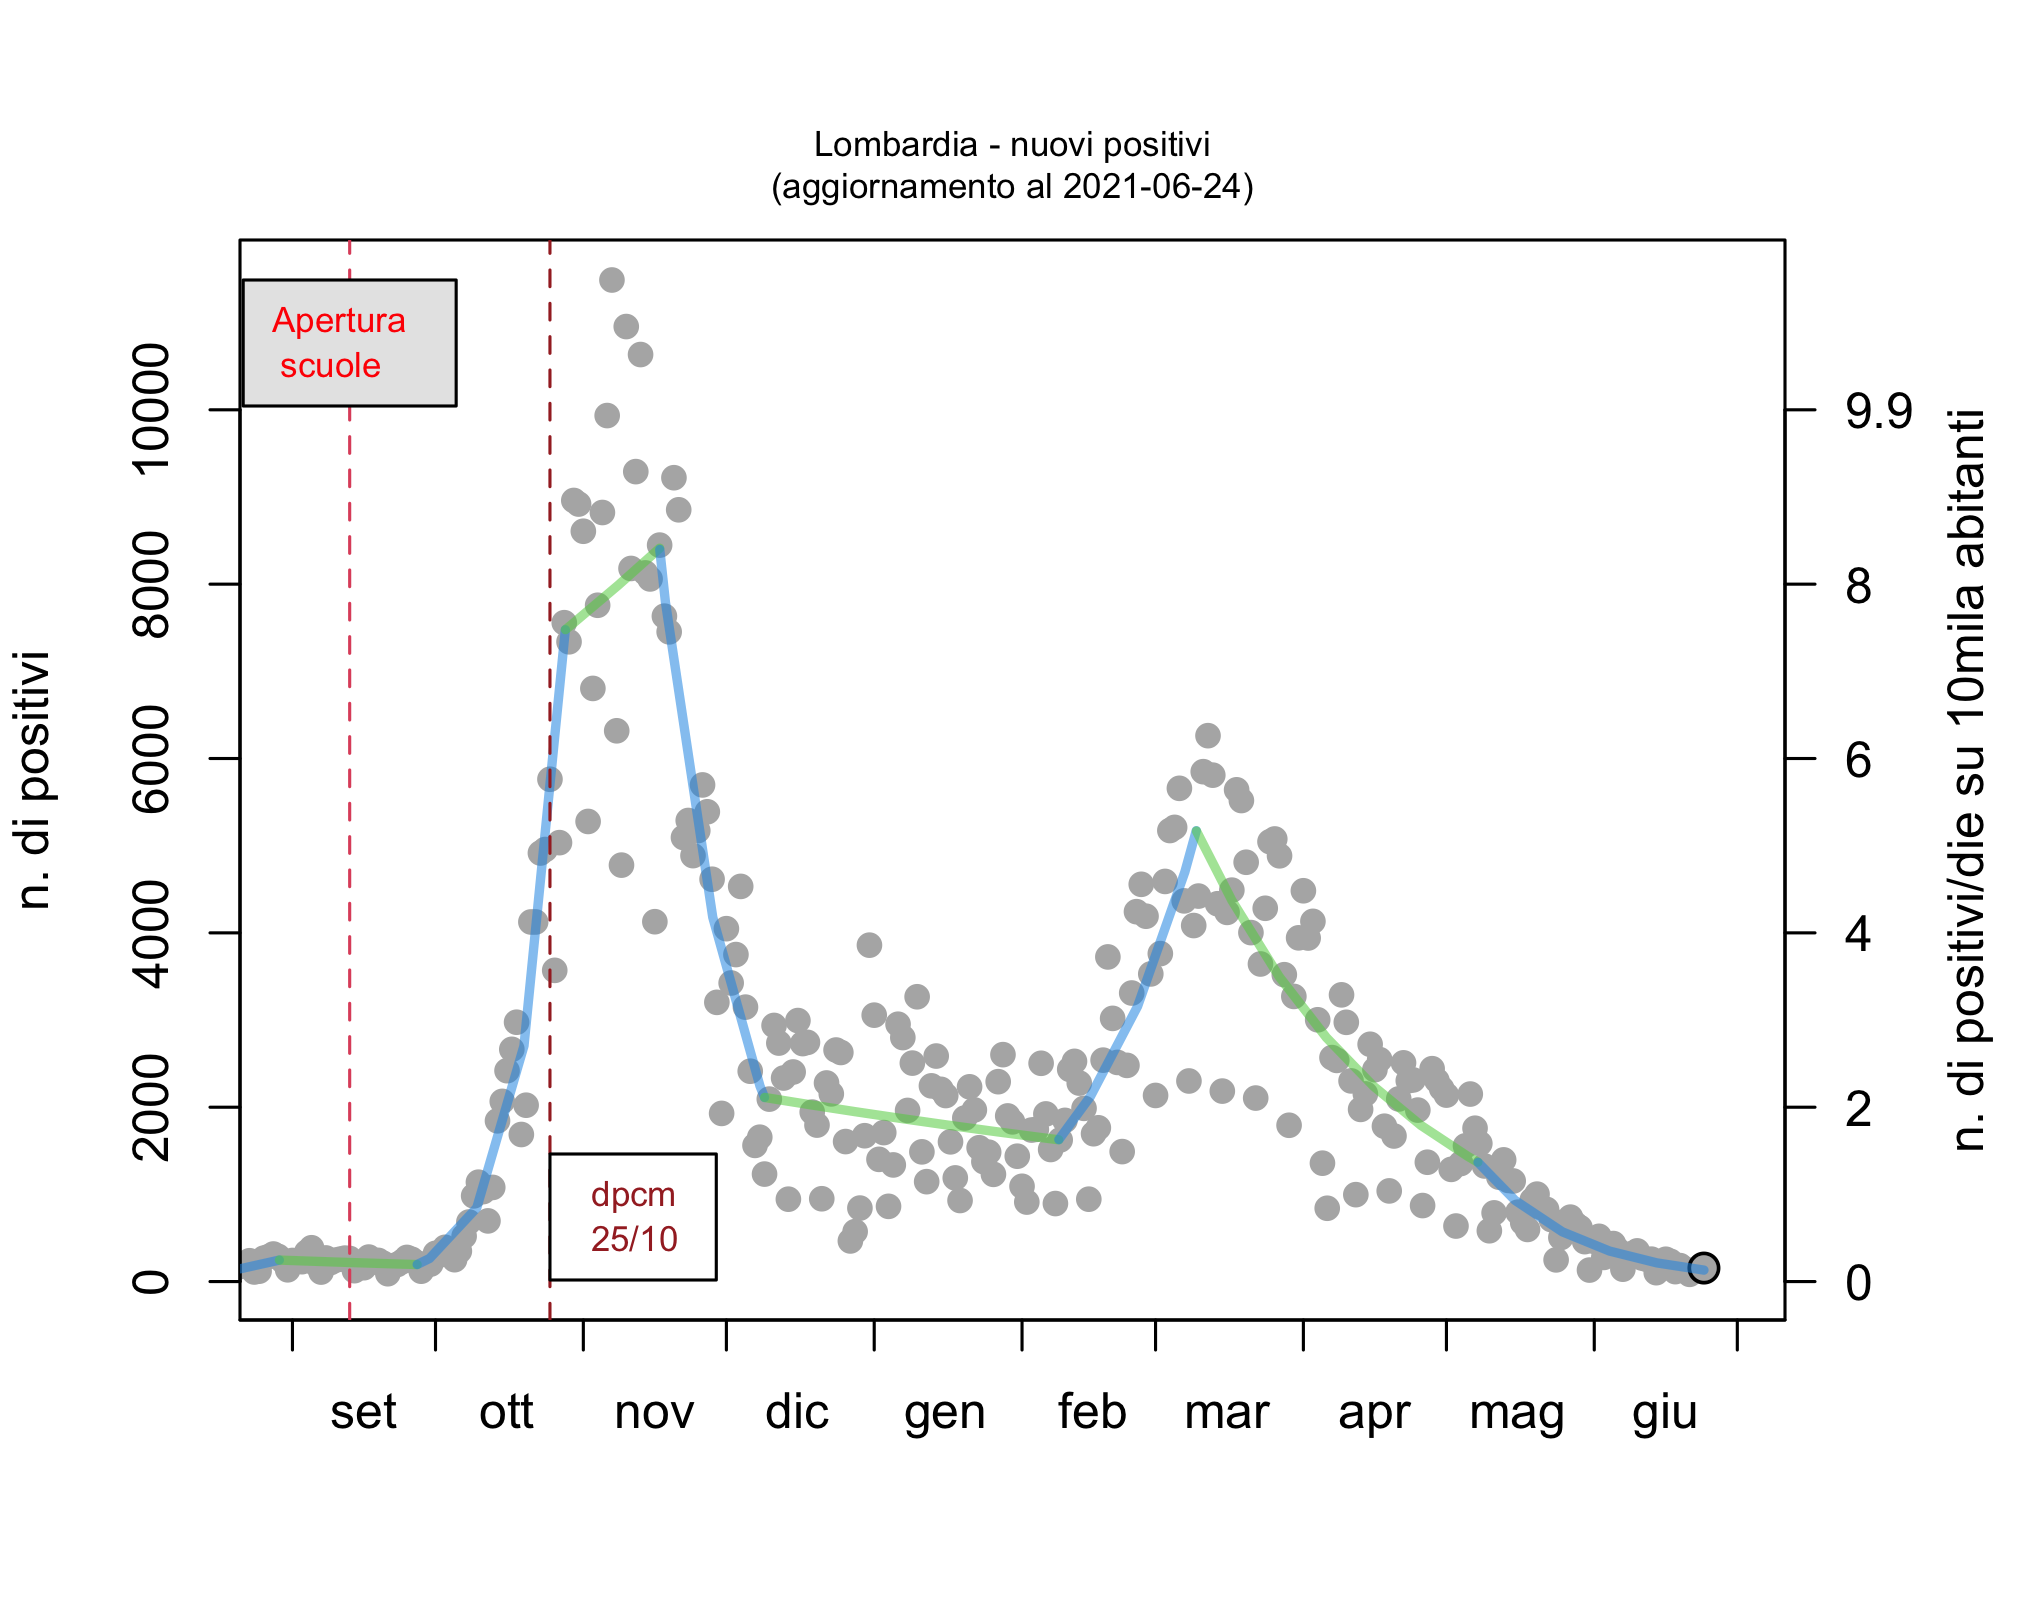 Lombardia - nuovi positivi
(aggiornamento al 2021-06-24)
Apertura
scuole
dpcm
25/10
n. di positivi
0
2000
4000
6000
8000
10000
0
2
4
6
8
9.9
n. di positivi/die su 10mila abitanti
set ott nov dic gen feb mar apr mag giu